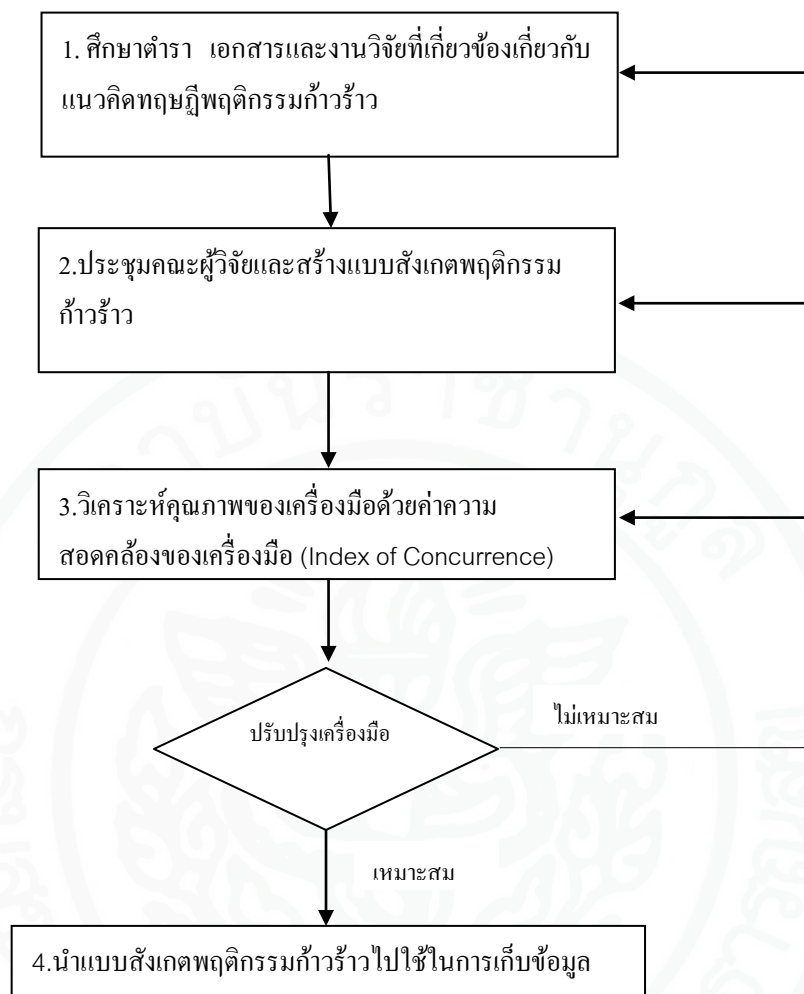 1. ศึกษาตำรา เอกสารและงานวิจัยที่เกี่ยวข้องเกี่ยวกับ
แนวคิดทฤษฎีพฤติกรรมก้าวร้าว
2.ประชุมคณะผู้วิจัยและสร้างแบบสังเกตพฤติกรรม
ก้าวร้าว
3.วิเคราะห์คุณภาพของเครื่องมือด้วยค่าความ
สอดคล้องของเครื่องมือ (Index of Concurrence)
ปรับปรุงเครื่องมือ
ไม่เหมาะสม
เหมาะสม
4.นำแบบสังเกตพฤติกรรมก้าวร้าวไปใช้ในการเก็บข้อมูล